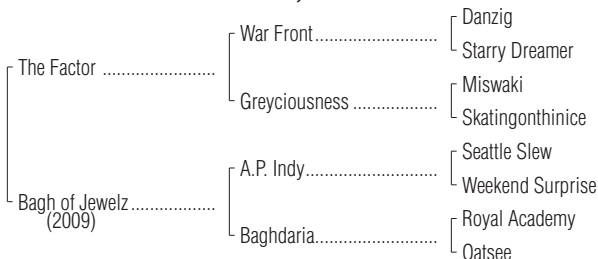 Danzig
War Front
Starry Dreamer
The Factor
Miswaki
Greyciousness
Skatingonthinice
Seattle Slew
A.P. Indy
Weekend Surprise
Bagh of Jewelz
(2009)
Royal Academy
Baghdaria
Oatsee